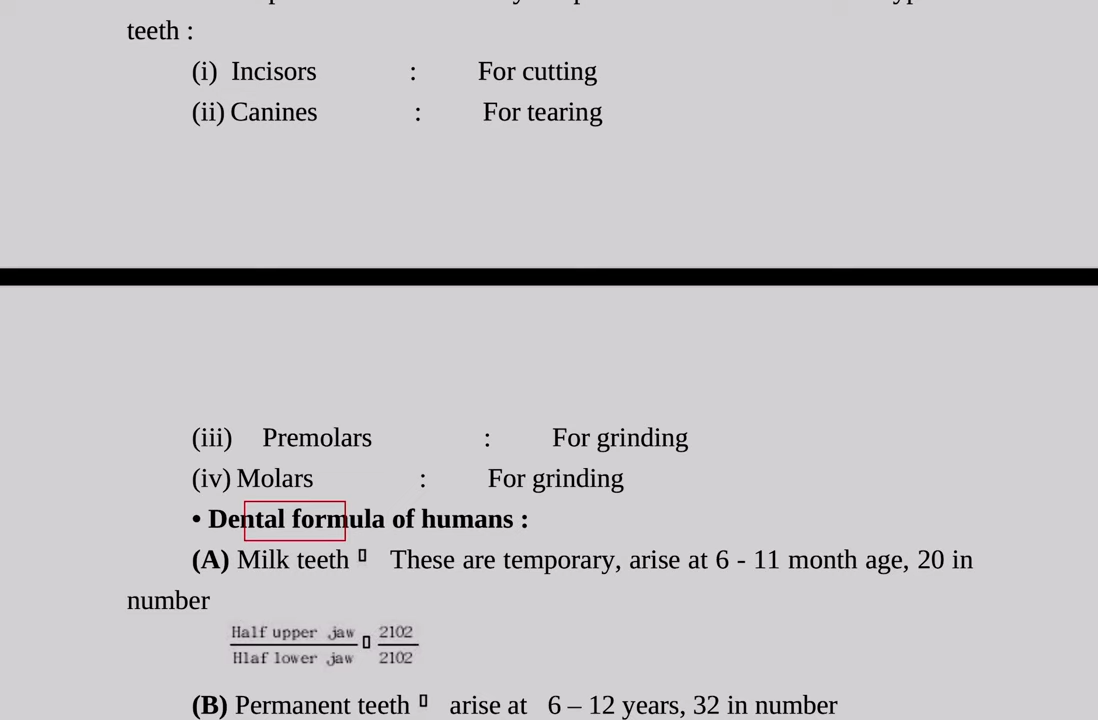 teeth :
(i) Incisors : For cutting
(ii) Canines : For tearing
(iii) Premolars : For grinding
(iv) Molars : For grinding
• Dental formula of humans :
(A) Milk teeth ▯ These are temporary, arise at 6 - 11 month age, 20 in
number
Half upper jaw ▯ 2102
Hlaf lower jaw 2102
(B) Permanent teeth ▯ arise at 6 – 12 years, 32 in number